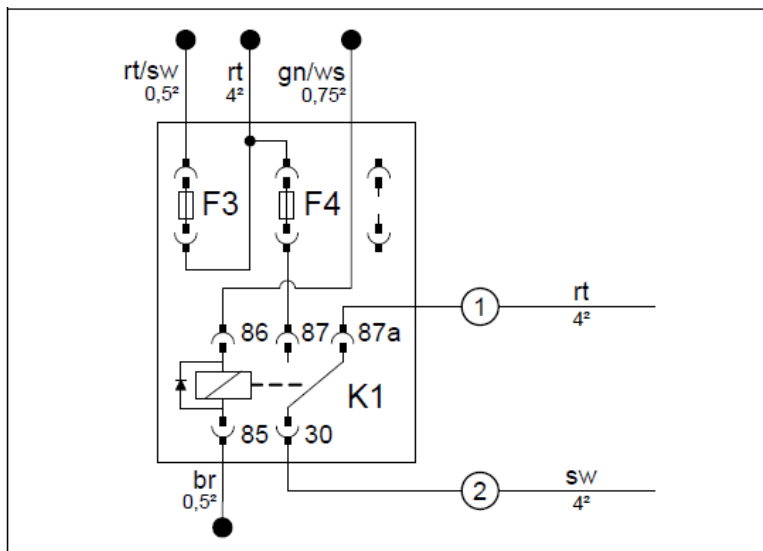 rt/sw
0,5²
rt
4²
gn/ws
0,75²
F3
F4
86
87
87a
1
rt
4²
K1
85
30
br
0,5²
2
sw
4²